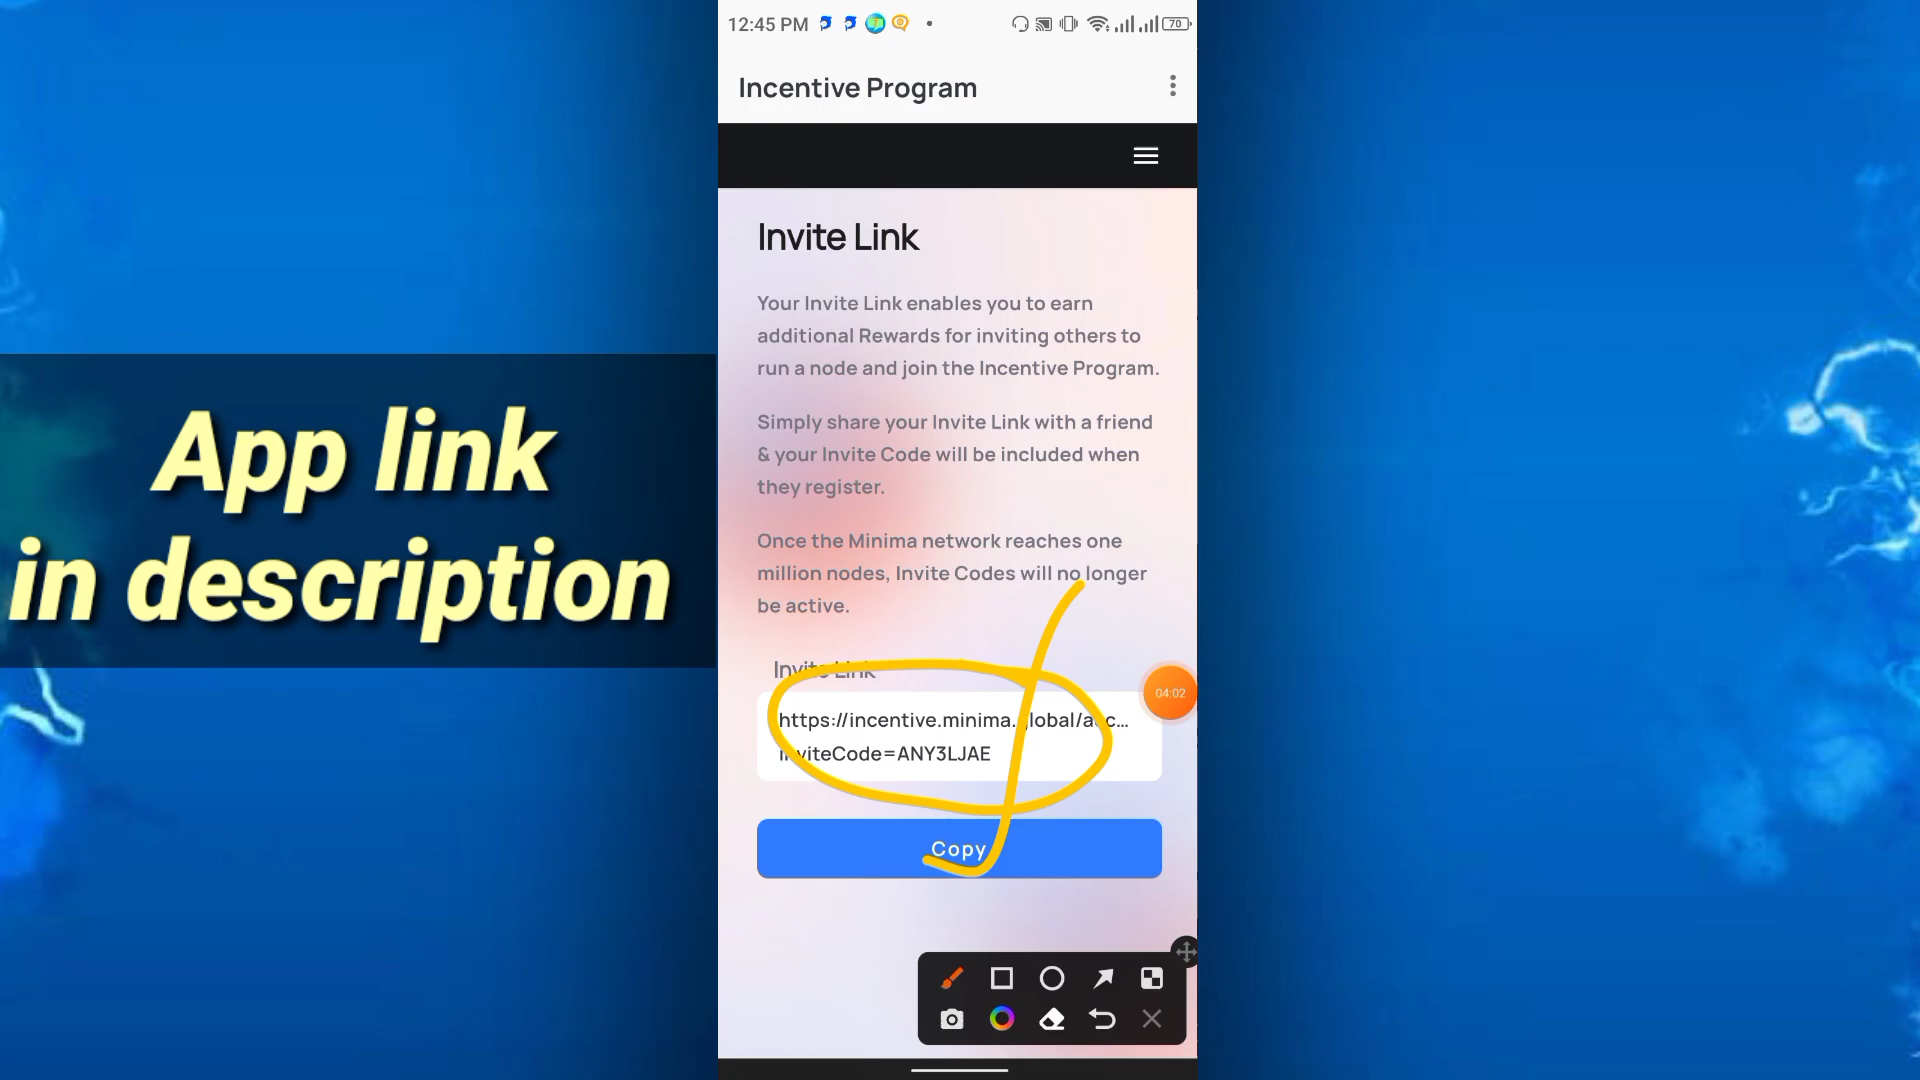 12:45 PM
70
Incentive Program
Invite Link
Your Invite Link enables you to earn
additional Rewards for inviting others to
run a node and join the Incentive Program.
Simply share your Invite Link with a friend
& your Invite Code will be included when
they register.
Once the Minima network reaches one
million nodes, Invite Codes will no longer
be active.
Invite Link
https://incentive.minima.global/acc...
inviteCode=ANY3LJAE
Copy
04:02
App link
in description